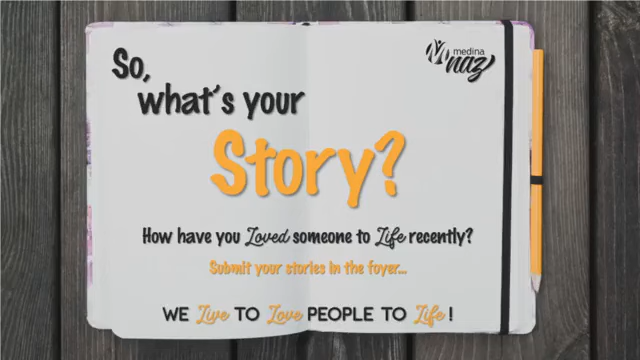 So,
what's your
Story?
medina
naz
How have you Loved someone to Life recently?
Submit your stories in the foyer...
WE Live TO Love PEOPLE TO Life!